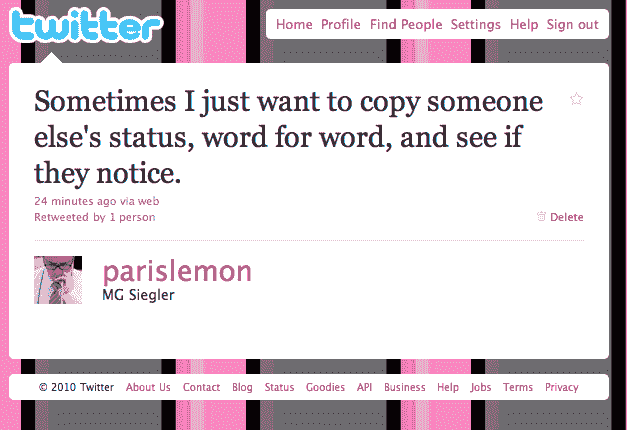 twitter
Home Profile Find People Settings Help Sign out
Sometimes I just want to copy someone
else's status, word for word, and see if
they notice.
24 minutes ago via web
Retweeted by 1 person
Delete
parislemon
MG Siegler
© 2010 Twitter About Us Contact Blog Status Goodies API Business Help Jobs Terms Privacy